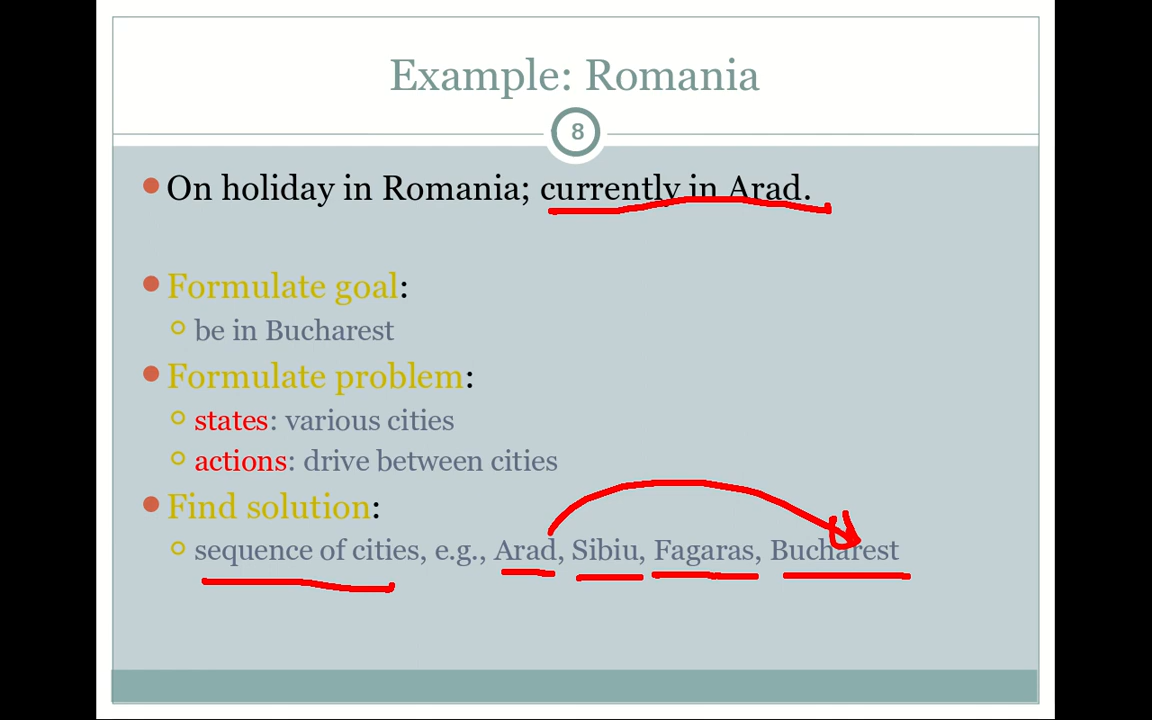 Example: Romania
8
On holiday in Romania; currently in Arad.
Formulate goal:
be in Bucharest
Formulate problem:
states: various cities
actions: drive between cities
Find solution:
sequence of cities, e.g., Arad, Sibiu, Fagaras, Bucharest